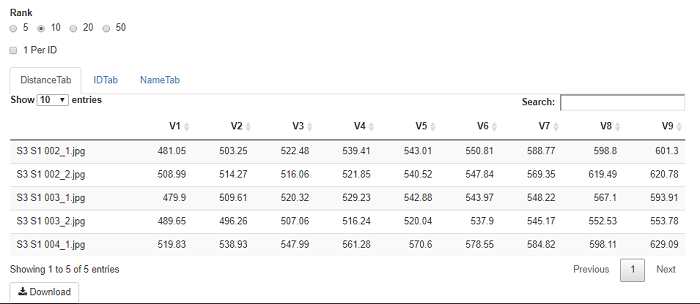 Rank
5 10 20 50
1 Per ID
DistanceTab IDTab NameTab
Show 10 entries Search:
V1 V2 V3 V4 V5 V6 V7 V8 V9
S3 S1 002_1.jpg 481.05 503.25 522.48 539.41 543.01 550.81 588.77 598.8 601.3
S3 S1 002_2.jpg 508.99 514.27 516.06 521.85 540.52 547.84 569.35 619.49 620.78
S3 S1 003_1.jpg 479.9 509.61 520.32 529.23 542.88 543.97 548.22 567.1 593.91
S3 S1 003_2.jpg 489.65 496.26 507.06 516.24 520.04 537.9 545.17 552.53 553.78
S3 S1 004_1.jpg 519.83 538.93 547.99 561.28 570.6 578.55 584.82 598.11 629.09
Showing 1 to 5 of 5 entries Previous 1 Next
Download